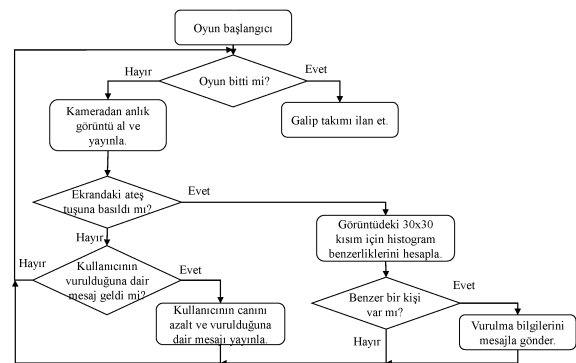 Oyun başlangıcı
Hayır
Oyun bitti mi?
Evet
Kameradan anlık
görüntü al ve
yayınla.
Galip takımı ilan et.
Ekrandaki ateş
tuşuna basıldı mı?
Evet
Hayır
Görüntüdeki 30x30
kısım için histogram
benzerliklerini hesapla.
Hayır
Kullanıcının
vurulduğuna dair
mesaj geldi mi?
Evet
Kullanıcının canını
azalt ve vurulduğuna
dair mesajı yayınla.
Benzer bir kişi
var mı?
Evet
Hayır
Vurulma bilgilerini
mesajla gönder.